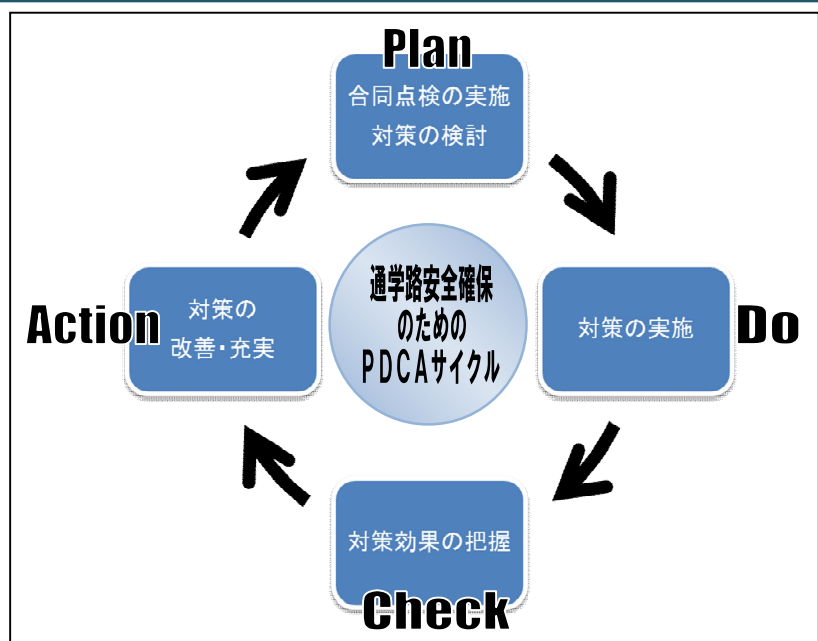 Plan
合同点検の実施
対策の検討
Action
対策の
改善・充実
通学路安全確保
のための
PDCAサイクル
対策の実施
Do
対策効果の把握
Check